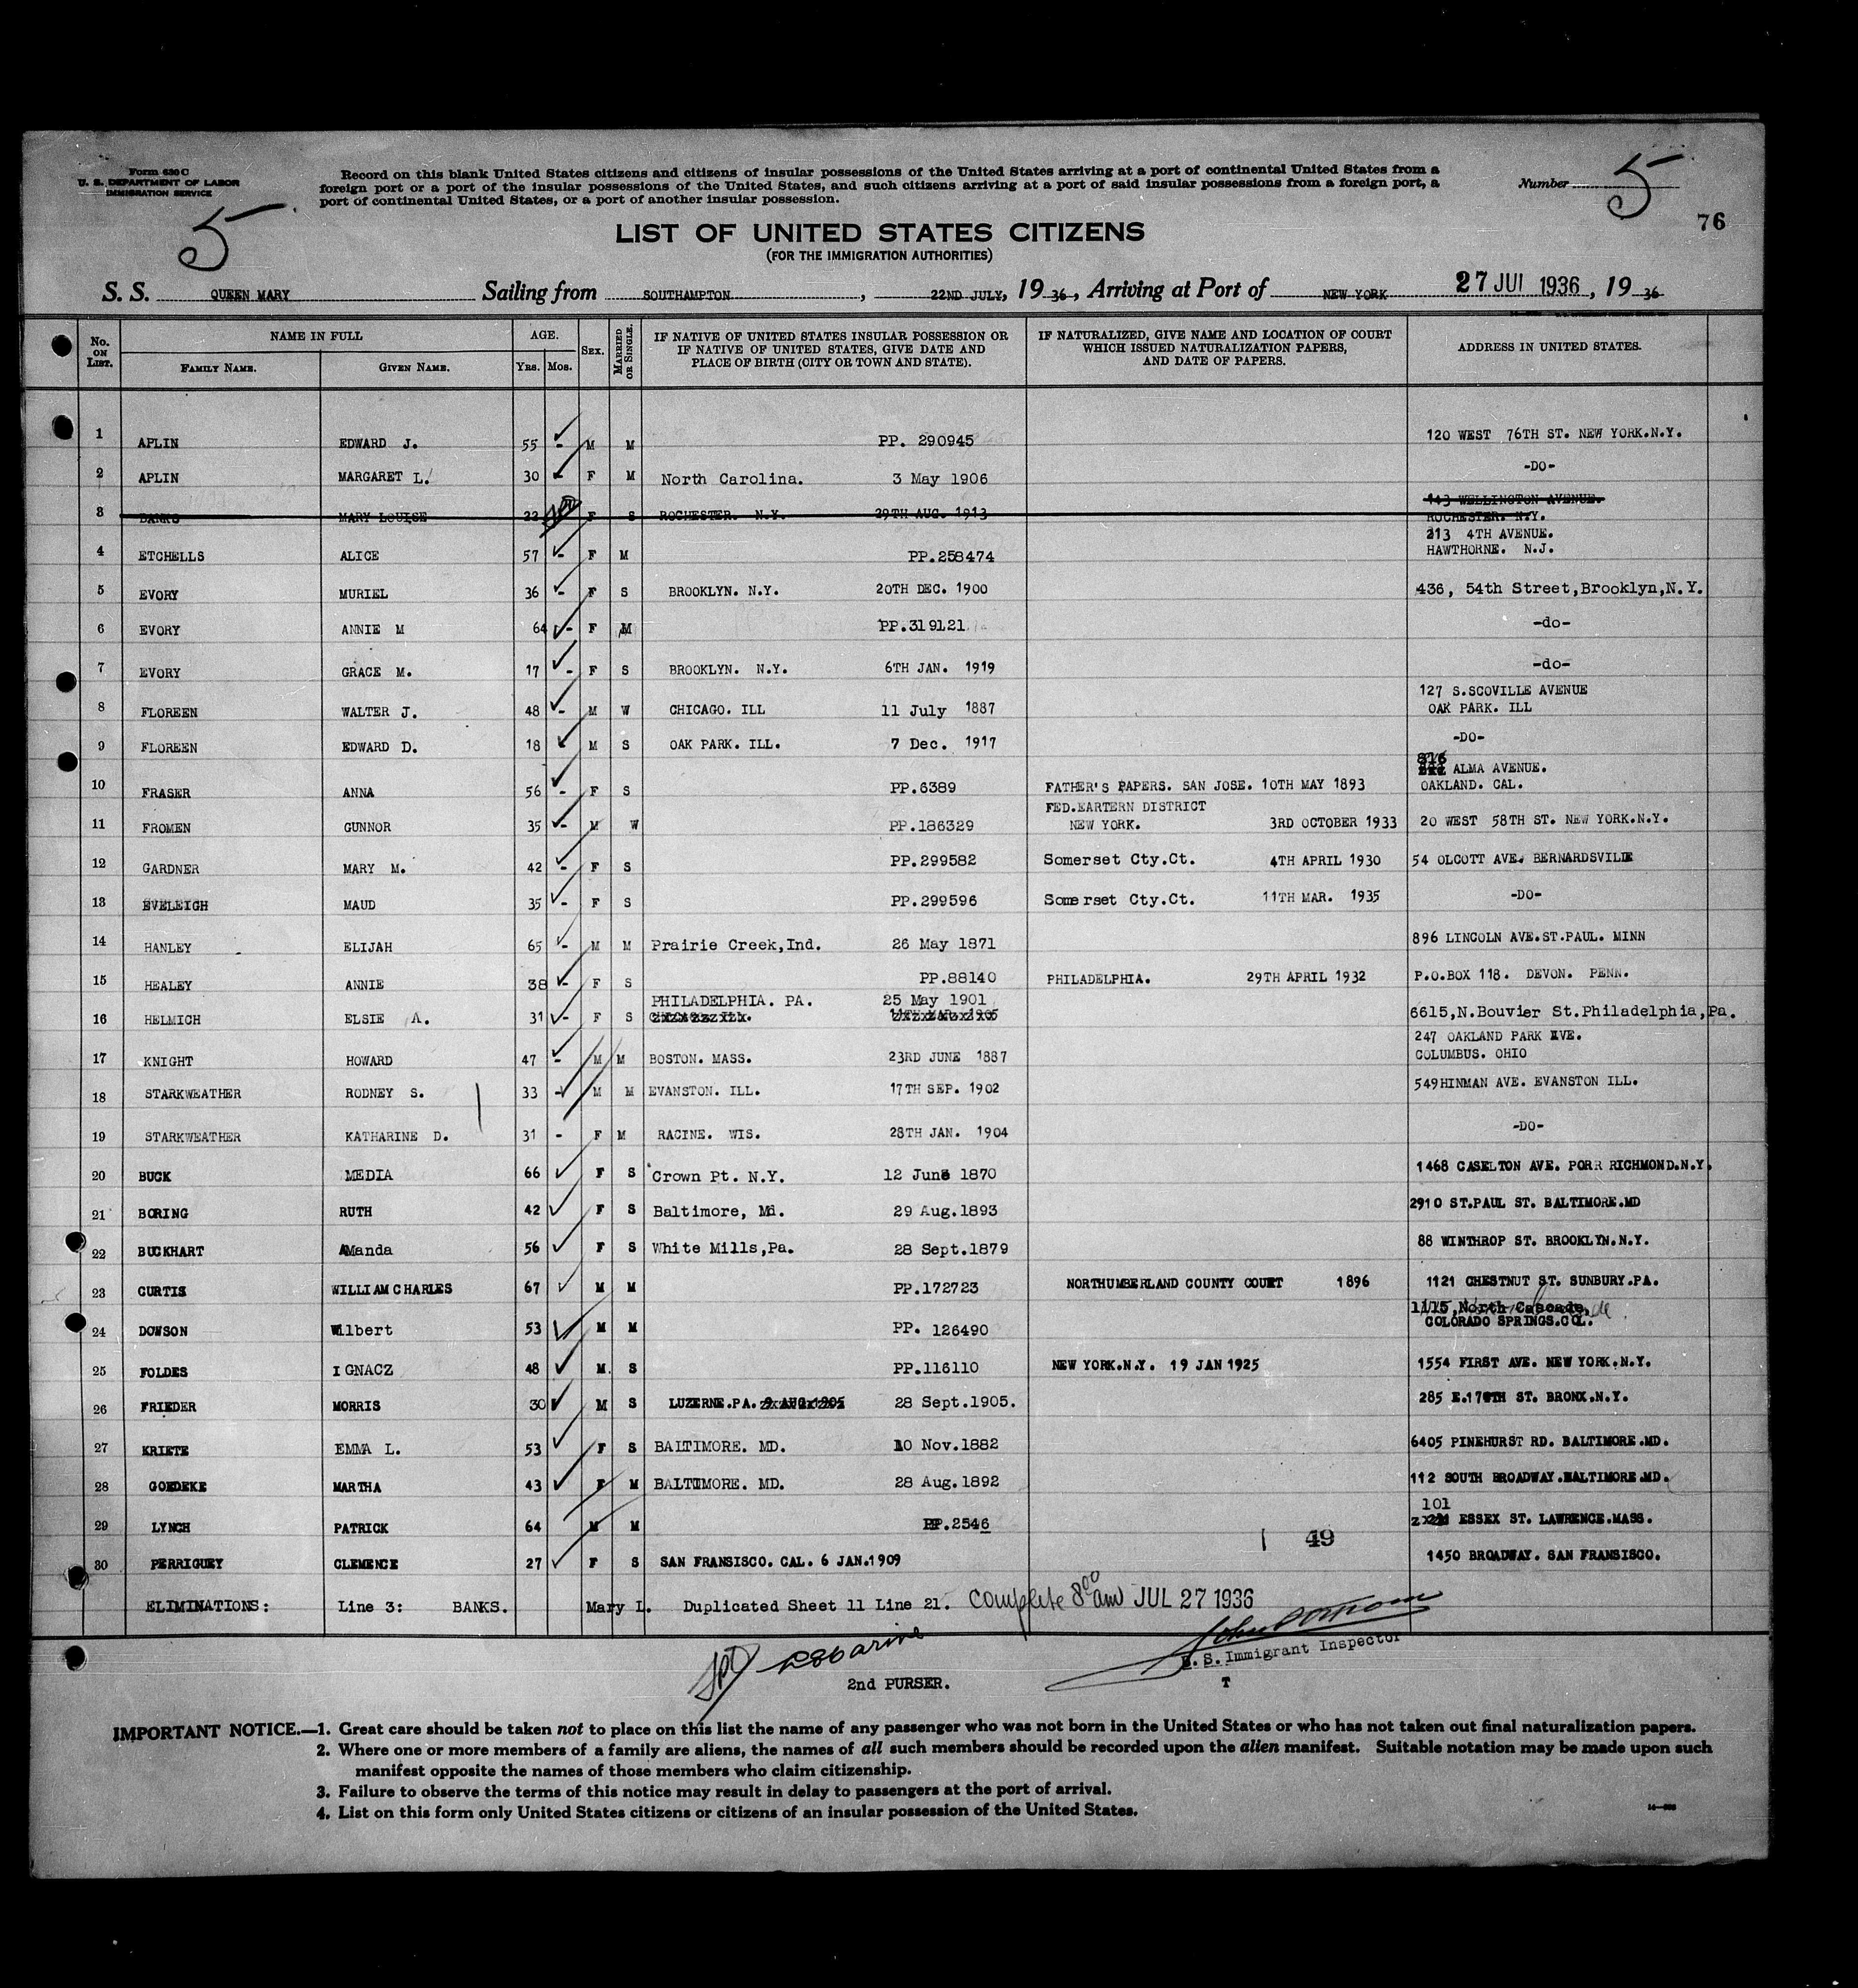 Form 630 C
U. S. DEPARTMENT OF LABOR
IMMIGRATION SERVICE
Record on this blank United States citizens and citizens of insular possessions of the United States arriving at a port of continental United States from a
foreign port or a port of the insular possessions of the United States, and such citizens arriving at a port of said insular possessions from a foreign port, a
port of continental United States, or a port of another insular possession.
Number 5
5
76
LIST OF UNITED STATES CITIZENS
(FOR THE IMMIGRATION AUTHORITIES)
S. S. QUEEN MARY Sailing from SOUTHAMPTON, 22ND JULY, 1936, Arriving at Port of NEW YORK 27 JUL 1936, 1936
No. ON LIST. NAME IN FULL FAMILY NAME. GIVEN NAME. AGE. YRS. MOS. SEX. MARRIED OR SINGLE. IF NATIVE OF UNITED STATES INSULAR POSSESSION OR IF NATIVE OF UNITED STATES, GIVE DATE AND PLACE OF BIRTH (CITY OR TOWN AND STATE). IF NATURALIZED, GIVE NAME AND LOCATION OF COURT WHICH ISSUED NATURALIZATION PAPERS, AND DATE OF PAPERS. ADDRESS IN UNITED STATES.
1 APLIN EDWARD J. 55 - M M PP. 290945 120 WEST 76TH ST. NEW YORK.N.Y.
2 APLIN MARGARET L. 30 - F M North Carolina. 3 May 1906 -DO-
3 BANKS MARY LOUISE 22 F S ROCHESTER. N.Y. 29TH AUG. 1913 143 WELLINGTON AVENUE. ROCHESTER. N.Y.
4 ETCHELLS ALICE 57 - F M PP.258474 213 4TH AVENUE. HAWTHORNE. N.J.
5 EVORY MURIEL 36 - F S BROOKLYN. N.Y. 20TH DEC. 1900 436, 54th Street,Brooklyn,N.Y.
6 EVORY ANNIE M 64 - F M PP.319121 -do-
7 EVORY GRACE M. 17 - F S BROOKLYN. N.Y. 6TH JAN. 1919 -do-
8 FLOREEN WALTER J. 48 - M W CHICAGO. ILL 11 July 1887 127 S.SCOVILLE AVENUE OAK PARK. ILL
9 FLOREEN EDWARD D. 18 - M S OAK PARK. ILL. 7 Dec. 1917 -DO-
10 FRASER ANNA 56 - F S PP.6389 FATHER'S PAPERS. SAN JOSE. 10TH MAY 1893 816 ALMA AVENUE. OAKLAND. CAL.
11 FROMEN GUNNOR 35 - M W PP.186329 FED.EARTERN DISTRICT NEW YORK. 3RD OCTOBER 1933 20 WEST 58TH ST. NEW YORK.N.Y.
12 GARDNER MARY M. 42 - F S PP.299582 Somerset Cty.Ct. 4TH APRIL 1930 54 OLCOTT AVE. BERNARDSVILLE
13 EVELEIGH MAUD 35 - F S PP.299596 Somerset Cty.Ct. 11TH MAR. 1935 -DO-
14 HANLEY ELIJAH 65 - M M Prairie Creek,Ind. 26 May 1871 896 LINCOLN AVE.ST.PAUL. MINN
15 HEALEY ANNIE 38 - F S PP.88140 PHILADELPHIA. 29TH APRIL 1932 P.O.BOX 118. DEVON. PENN.
16 HELMICH ELSIE A. 31 - F S PHILADELPHIA. PA. 25 May 1901 6615,N.Bouvier St.Philadelphia,Pa.
17 KNIGHT HOWARD 47 - M M BOSTON. MASS. 23RD JUNE 1887 247 OAKLAND PARK AVE. COLUMBUS. OHIO
18 STARKWEATHER RODNEY S. 33 - M M EVANSTON. ILL. 17TH SEP. 1902 549HINMAN AVE. EVANSTON ILL.
19 STARKWEATHER KATHARINE D. 31 - F M RACINE. WIS. 28TH JAN. 1904 -DO-
20 BUCK MEDIA 66 F S Crown Pt. N.Y. 12 June 1870 1468 CASELTON AVE. PORR RICHMOND.N.Y.
21 BORING RUTH 42 F S Baltimore, Md. 29 Aug.1893 2910 ST.PAUL ST. BALTIMORE.MD
22 BUCKHART AManda 56 F S White Mills,Pa. 28 Sept.1879 88 WINTHROP ST. BROOKLYN.N.Y.
23 CURTIS WILLIAM CHARLES 67 M M PP.172723 NORTHUMBERLAND COUNTY COURT 1896 1121 CHESTNUT ST. SUNBURY.PA.
24 DOWSON Wilbert 53 M M PP. 126490 1115,North Cascade, COLORADO SPRINGS.COL.
25 FOLDES IGNACZ 48 M. S PP.116110 NEW YORK.N.Y. 19 JAN 1925 1554 FIRST AVE. NEW YORK.N.Y.
26 FRIEDER MORRIS 30 M S LUZERNE.PA. 9 AUG.1905 28 Sept.1905. 285 E.170TH ST. BRONX.N.Y.
27 KRIETE EMMA L. 53 F S BALTIMORE. MD. 10 Nov.1882 6405 PINEHURST RD. BALTIMORE.MD.
28 GOEDEKE MARTHA 43 F M BALTIMORE. MD. 28 Aug.1892 112 SOUTH BROADWAY.BALTIMORE.MD.
29 LYNCH PATRICK 64 M M PP.2546 101 ESSEX ST. LAWRENCE.MASS.
49
30 PERRIGUEY CLEMENCE 27 F S SAN FRANSISCO. CAL. 6 JAN.1909 1450 BROADWAY. SAN FRANSISCO.
ELIMINATIONS: Line 3: BANKS. Mary L. Duplicated Sheet 11 Line 21. Complete 8⁰⁰ am JUL 27 1936
U. S. Immigrant Inspector
2nd PURSER.
T
IMPORTANT NOTICE.—1. Great care should be taken not to place on this list the name of any passenger who was not born in the United States or who has not taken out final naturalization papers.
2. Where one or more members of a family are aliens, the names of all such members should be recorded upon the alien manifest. Suitable notation may be made upon such
manifest opposite the names of those members who claim citizenship.
3. Failure to observe the terms of this notice may result in delay to passengers at the port of arrival.
4. List on this form only United States citizens or citizens of an insular possession of the United States.